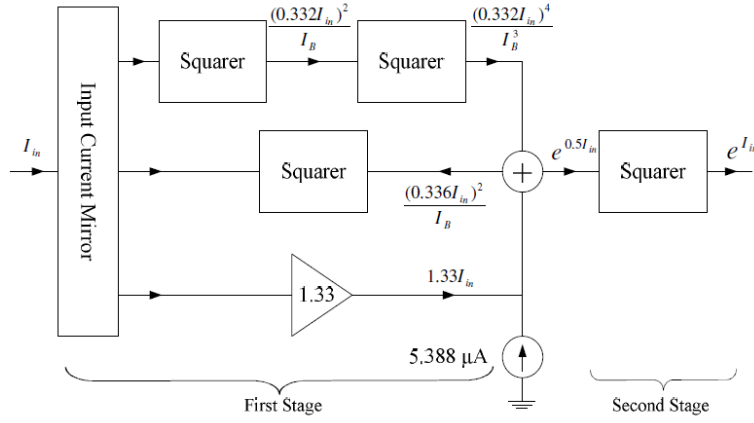 (0.332I_in)^2 / I_B
(0.332I_in)^4 / I_B^3
Squarer
Squarer
Input Current Mirror
I_in
Squarer
(0.336I_in)^2 / I_B
+
e^0.5I_in
Squarer
e^I_i
1.33
1.33I_in
5.388 µA
First Stage
Second Stage